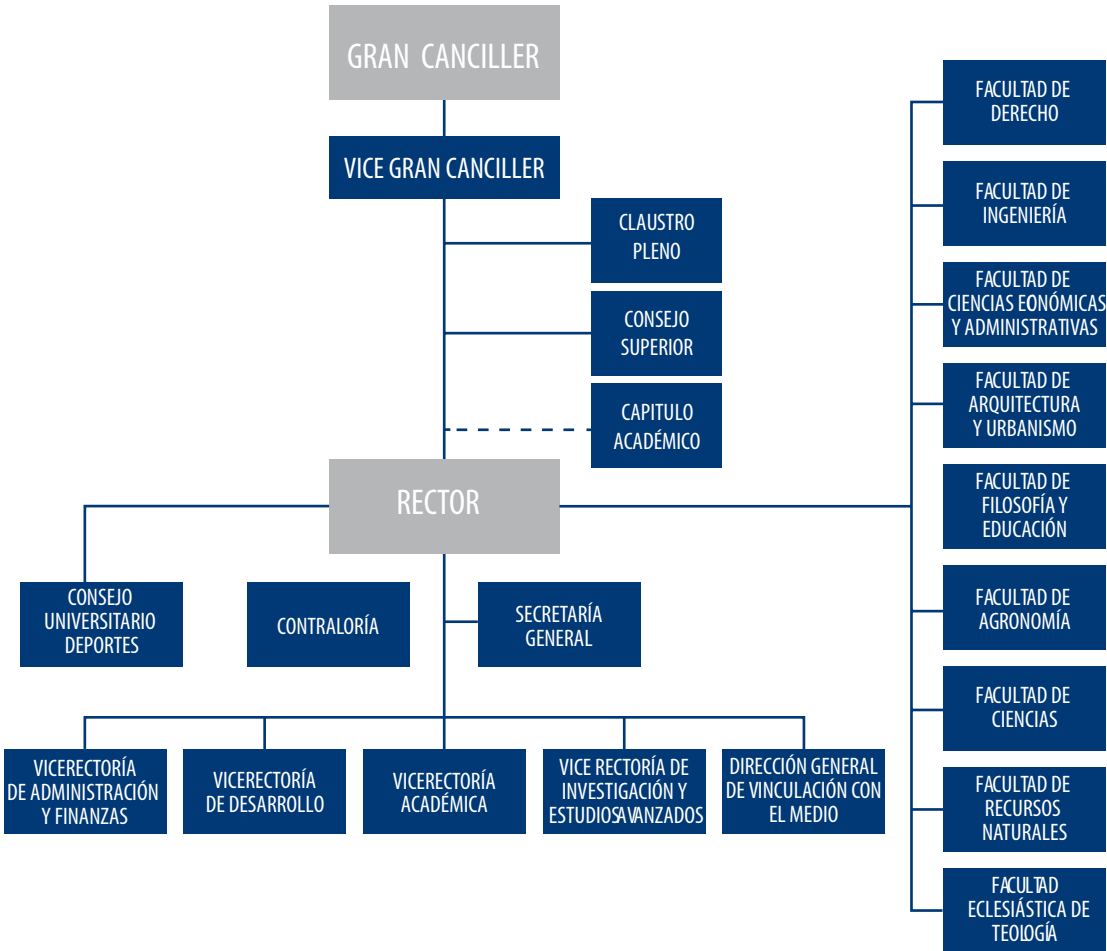 GRAN CANCILLER
VICE GRAN CANCILLER
CLAUSTRO
PLENO
CONSEJO
SUPERIOR
CAPITULO
ACADÉMICO
RECTOR
CONSEJO
UNIVERSITARIO
DEPORTES
CONTRALORÍA
SECRETARÍA
GENERAL
VICERECTORÍA
DE ADMINISTRACIÓN
Y FINANZAS
VICERECTORÍA
DE DESARROLLO
VICERECTORÍA
ACADÉMICA
VICE RECTORÍA DE
INVESTIGACIÓN Y
ESTUDIOS AVANZADOS
DIRECCIÓN GENERAL
DE VINCULACIÓN CON
EL MEDIO
FACULTAD DE
DERECHO
FACULTAD DE
INGENIERÍA
FACULTAD DE
CIENCIAS ECONÓMICAS
Y ADMINISTRATIVAS
FACULTAD DE
ARQUITECTURA
Y URBANISMO
FACULTAD DE
FILOSOFÍA Y
EDUCACIÓN
FACULTAD DE
AGRONOMÍA
FACULTAD DE
CIENCIAS
FACULTAD DE
RECURSOS
NATURALES
FACULTAD
ECLESIÁSTICA DE
TEOLOGÍA